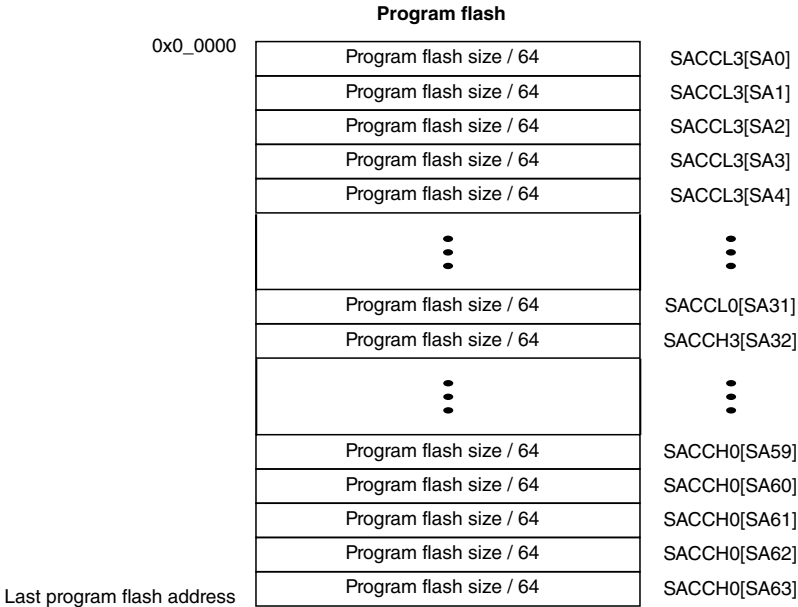 Program flash
0x0_0000
Program flash size / 64 SACCL3[SA0]
Program flash size / 64 SACCL3[SA1]
Program flash size / 64 SACCL3[SA2]
Program flash size / 64 SACCL3[SA3]
Program flash size / 64 SACCL3[SA4]
Program flash size / 64 SACCL0[SA31]
Program flash size / 64 SACCH3[SA32]
Program flash size / 64 SACCH0[SA59]
Program flash size / 64 SACCH0[SA60]
Program flash size / 64 SACCH0[SA61]
Program flash size / 64 SACCH0[SA62]
Program flash size / 64 SACCH0[SA63]
Last program flash address